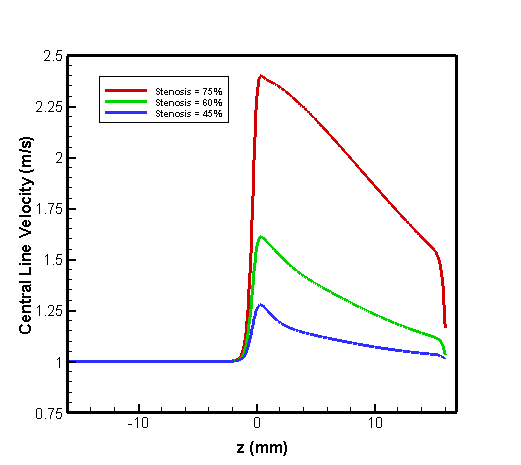 2.5
2.25
2
1.75
1.5
1.25
1
0.75
Central Line Velocity (m/s)
Stenosis = 75%
Stenosis = 60%
Stenosis = 45%
-10
0
10
z (mm)